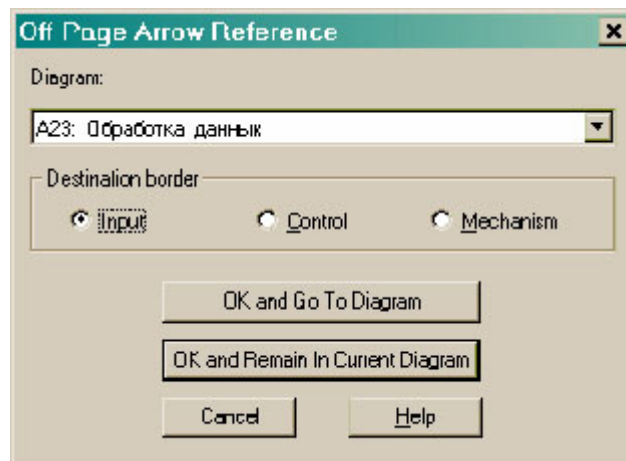 Off Page Arrow Reference
Diagram:
A23: Обработка данных
Destination border
Input Control Mechanism
OK and Go To Diagram
OK and Remain In Current Diagram
Cancel Help